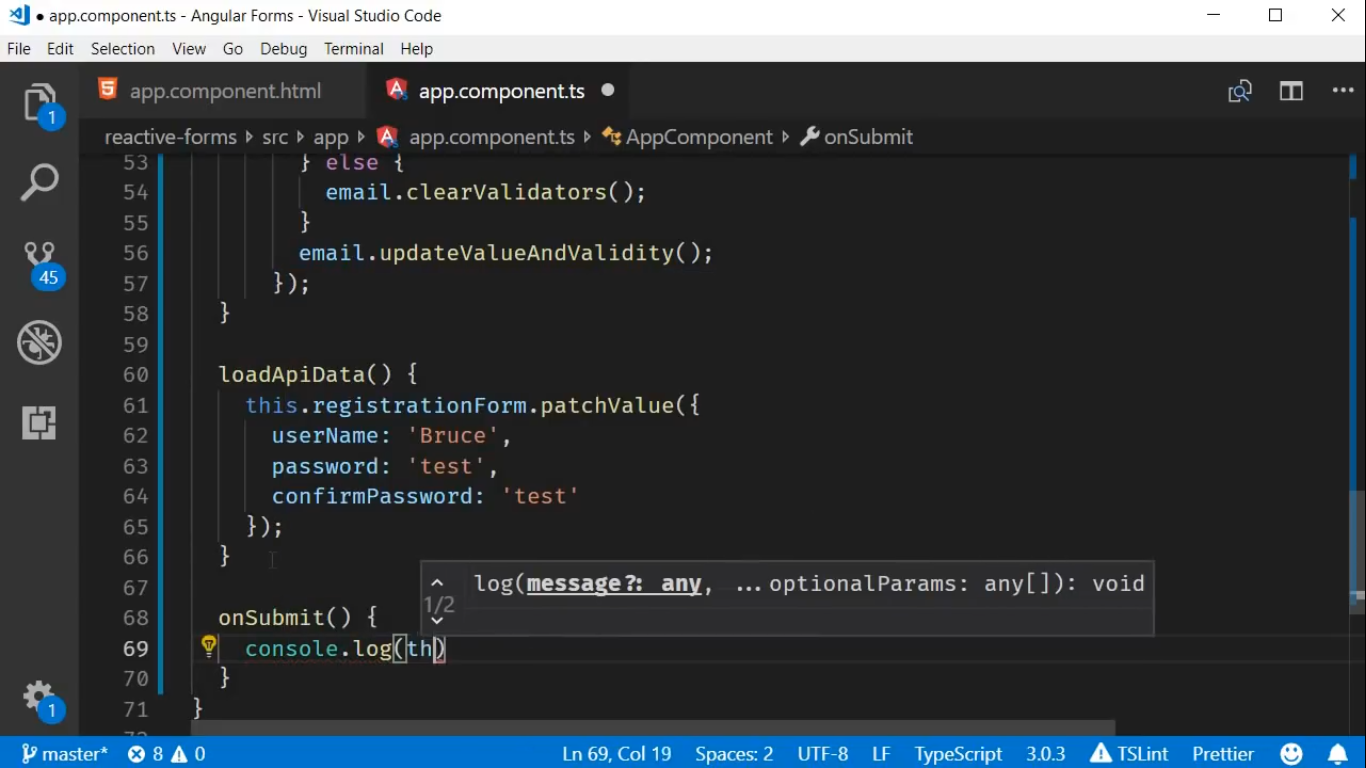 ● app.component.ts - Angular Forms - Visual Studio Code
File Edit Selection View Go Debug Terminal Help
app.component.html app.component.ts ●
reactive-forms src app app.component.ts AppComponent onSubmit
53 } else {
54 email.clearValidators();
55 }
56 email.updateValueAndValidity();
57 });
58 }
59
60 loadApiData() {
61 this.registrationForm.patchValue({
62 userName: 'Bruce',
63 password: 'test',
64 confirmPassword: 'test'
65 });
66 }
log(message?: any, ...optionalParams: any[]): void
1/2
67
68 onSubmit() {
69 console.log(th)
70 }
71 }
1
45
1
master* 8 0 Ln 69, Col 19 Spaces: 2 UTF-8 LF TypeScript 3.0.3 TSLint Prettier